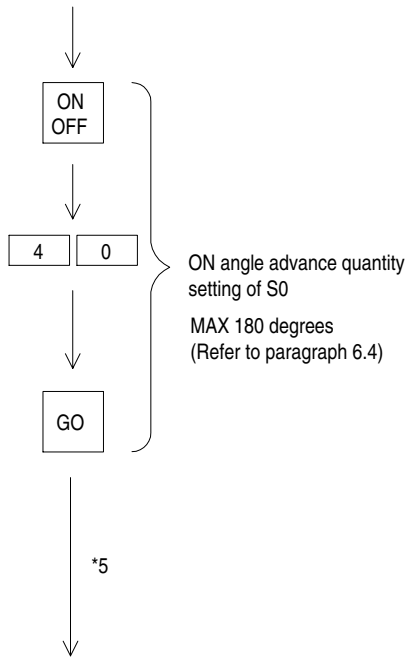 ON
OFF
4 0
ON angle advance quantity
setting of S0
MAX 180 degrees
(Refer to paragraph 6.4)
GO
*5